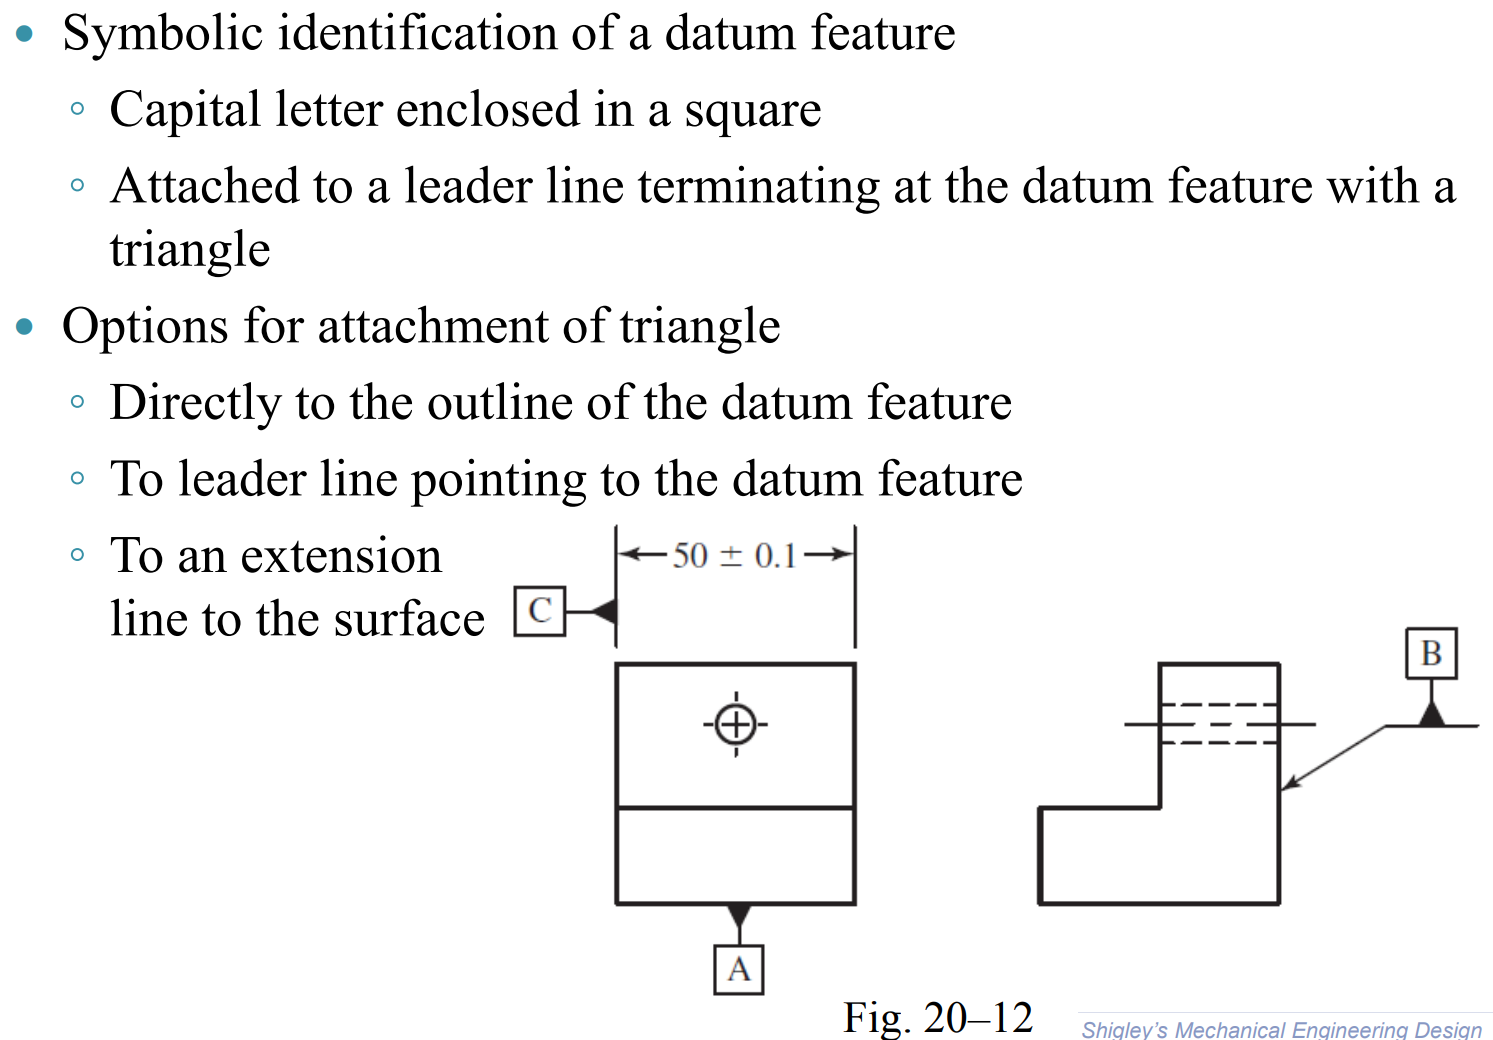 Symbolic identification of a datum feature
Capital letter enclosed in a square
Attached to a leader line terminating at the datum feature with a
triangle
Options for attachment of triangle
Directly to the outline of the datum feature
To leader line pointing to the datum feature
To an extension
line to the surface
50 ± 0.1
C
B
A
Fig. 20–12
Shigley's Mechanical Engineering Design